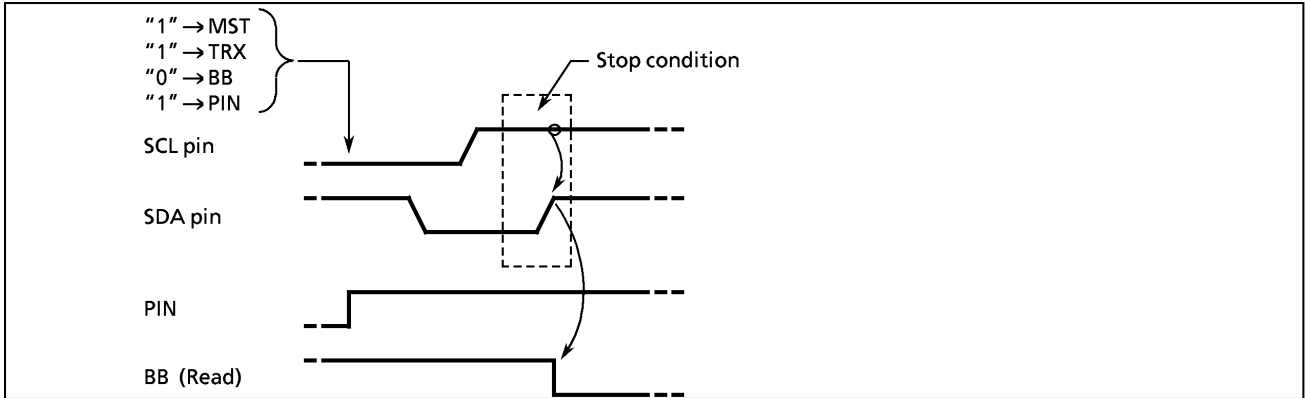 “1” → MST
“1” → TRX
“0” → BB
“1” → PIN
Stop condition
SCL pin
SDA pin
PIN
BB (Read)